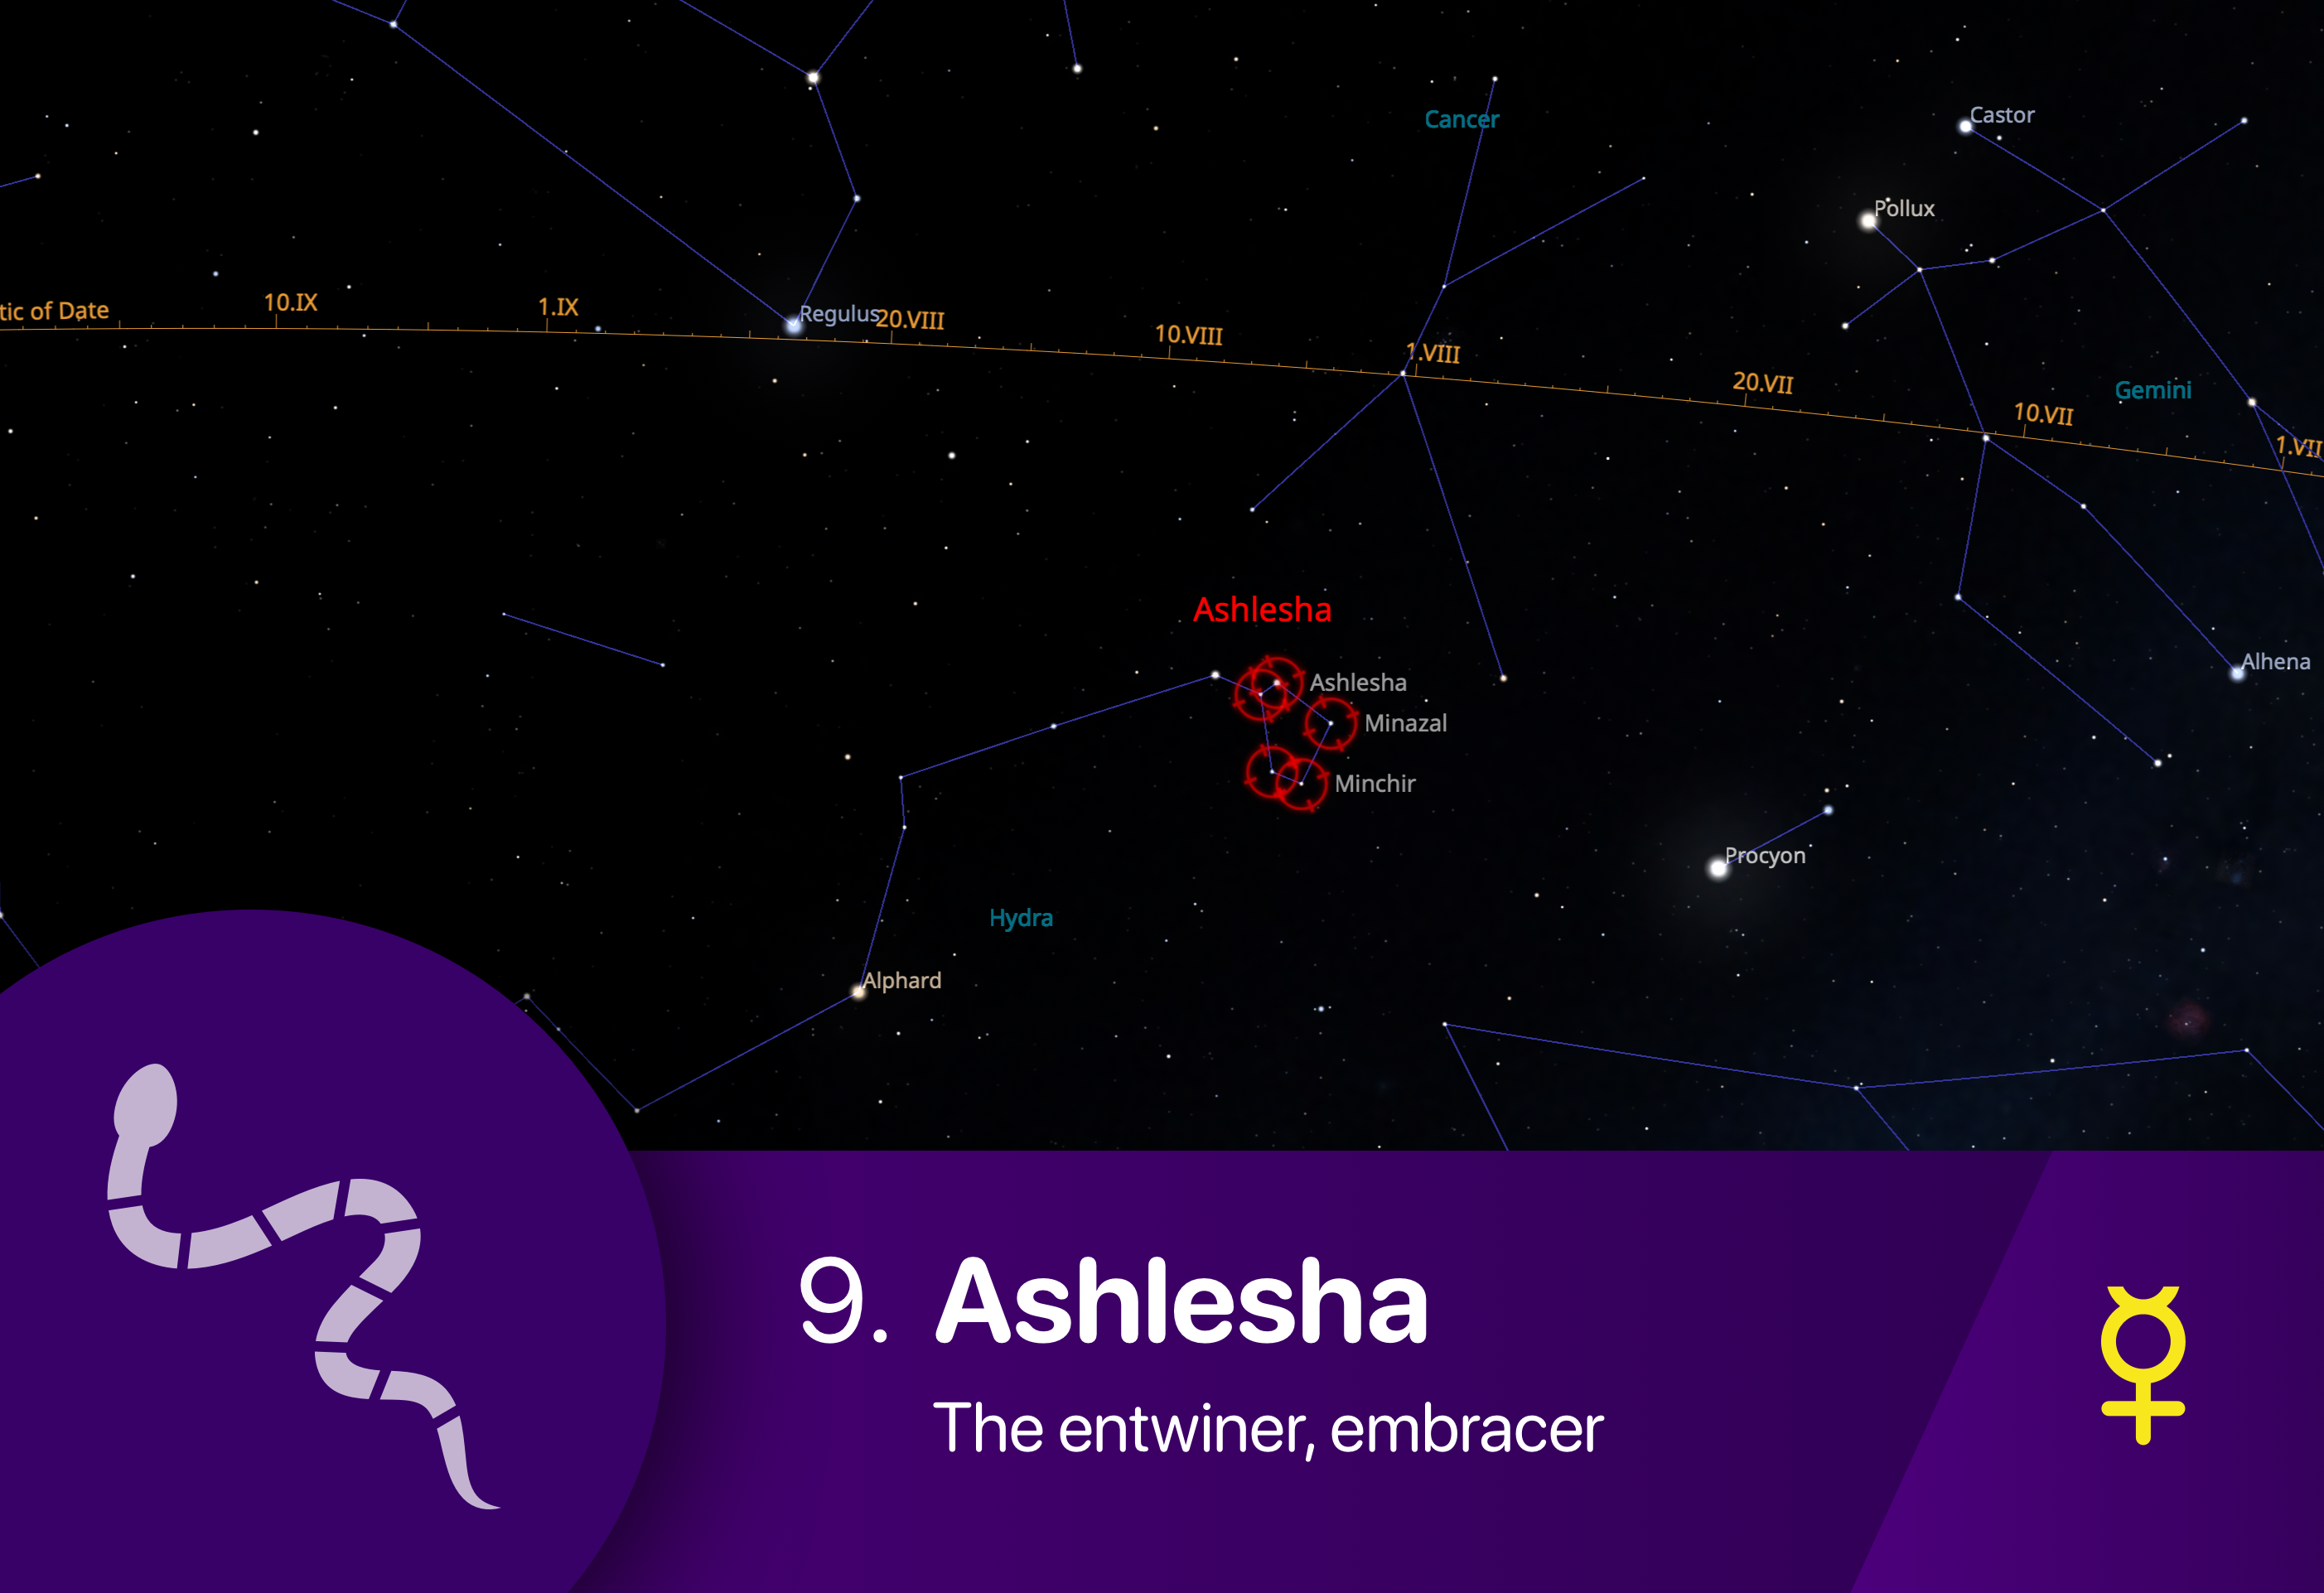 Cancer
Castor
Pollux
tic of Date
10.IX
1.IX
Regulus
20.VIII
10.VIII
1.VIII
20.VII
Gemini
10.VII
1.VII
Ashlesha
Ashlesha
Minazal
Minchir
Alhena
Procyon
Hydra
Alphard
9. Ashlesha
The entwiner, embracer